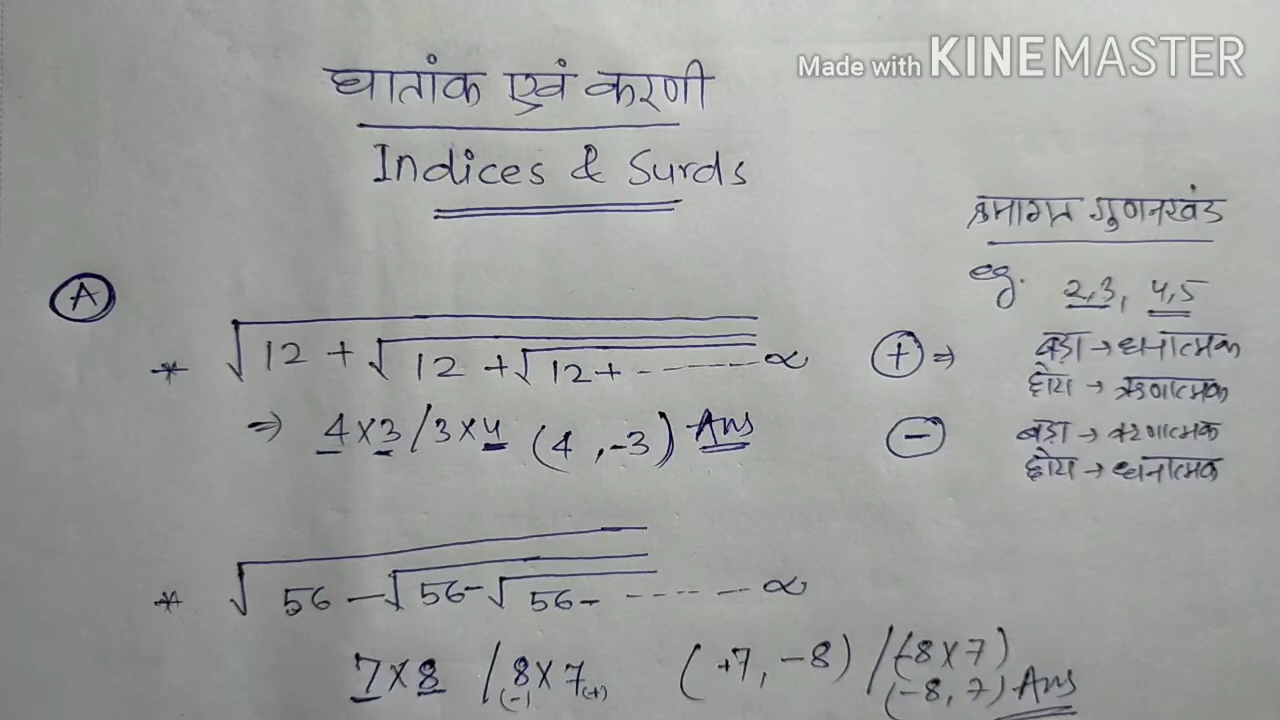 Made with KINEMASTER
घातांक एवं करणी
Indices & Surds
क्रमागत गुणनखंड
eg. 2,3, 4,5
A
* √12 + √12 + √12 + ------ ∝
⇒ 4×3 / 3×4 (4, -3) Ans
+ ⇒ बड़ा → धनात्मक
छोटा → ऋणात्मक
- बड़ा → ऋणात्मक
छोटा → धनात्मक
* √56 - √56 - √56 - ------ ∝
7×8 / 8×7 (+7, -8) / (-8×7)
(-) (+) (-8, 7) Ans